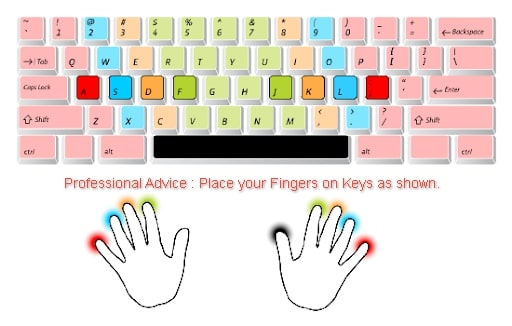 ~ ! @ # $ % ^ & * ( ) _ + ← Backspace
` 1 2 3 4 5 6 7 8 9 0 - =
→| Tab Q W E R T Y U I O P { } |
[ ] \
Caps Lock A S D F G H J K L " ← Enter
'
⇧ Shift Z X C V B N M < > ? ⇧ Shift
, . /
ctrl alt alt ctrl
Professional Advice : Place your Fingers on Keys as shown.